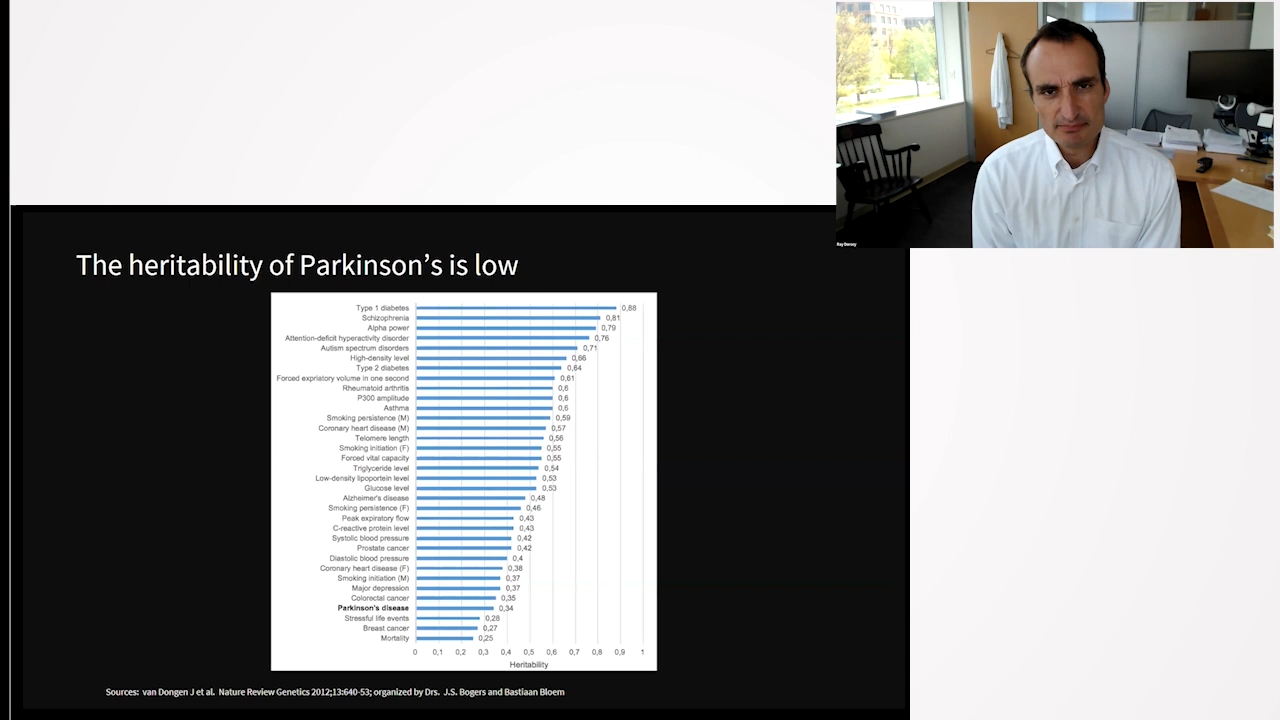 Ray Dorsey
The heritability of Parkinson's is low
Type 1 diabetes 0,88
Schizophrenia 0,81
Alpha power 0,79
Attention-deficit hyperactivity disorder 0,76
Autism spectrum disorders 0,71
High-density level 0,66
Type 2 diabetes 0,64
Forced expriatory volume in one second 0,61
Rheumatoid arthritis 0,6
P300 amplitude 0,6
Asthma 0,6
Smoking persistence (M) 0,59
Coronary heart disease (M) 0,57
Telomere length 0,56
Smoking initiation (F) 0,55
Forced vital capacity 0,55
Triglyceride level 0,54
Low-density lipoprotein level 0,53
Glucose level 0,53
Alzheimer's disease 0,48
Smoking persistence (F) 0,46
Peak expiratory flow 0,43
C-reactive protein level 0,43
Systolic blood pressure 0,42
Prostate cancer 0,42
Diastolic blood pressure 0,4
Coronary heart disease (F) 0,38
Smoking initiation (M) 0,37
Major depression 0,37
Colorectal cancer 0,35
Parkinson's disease 0,34
Stressful life events 0,28
Breast cancer 0,27
Mortality 0,25
0 0,1 0,2 0,3 0,4 0,5 0,6 0,7 0,8 0,9 1
Heritability
Sources: van Dongen J et al. Nature Review Genetics 2012;13:640-53; organized by Drs. J.S. Bogers and Bastiaan Bloem